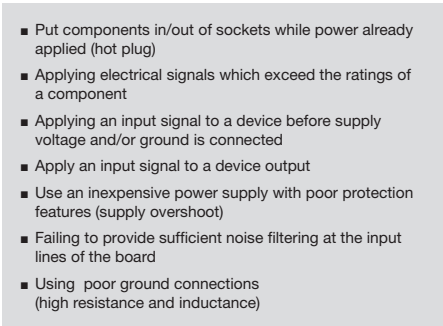 ■ Put components in/out of sockets while power already
applied (hot plug)
■ Applying electrical signals which exceed the ratings of
a component
■ Applying an input signal to a device before supply
voltage and/or ground is connected
■ Apply an input signal to a device output
■ Use an inexpensive power supply with poor protection
features (supply overshoot)
■ Failing to provide sufficient noise filtering at the input
lines of the board
■ Using poor ground connections
(high resistance and inductance)